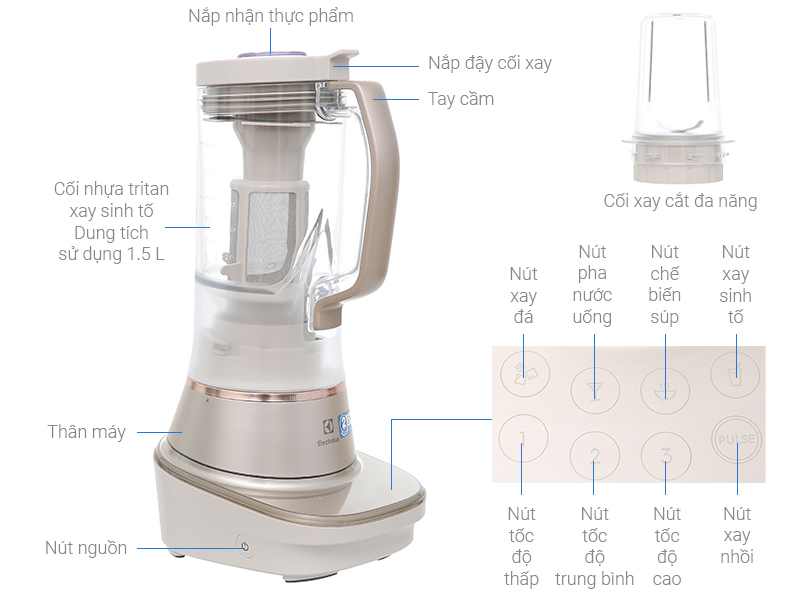 Nắp nhận thực phẩm
Nắp đậy cối xay
Tay cầm
Cối nhựa tritan
xay sinh tố
Dung tích
sử dụng 1.5 L
Cối xay cắt đa năng
Nút
xay
đá
Nút
pha
nước
uống
Nút
chế
biến
súp
Nút
xay
sinh
tố
1
2
3
PULSE
Thân máy
Electrolux
Nút nguồn
Nút
tốc
độ
thấp
Nút
tốc
độ
trung bình
Nút
tốc
độ
cao
Nút
xay
nhồi